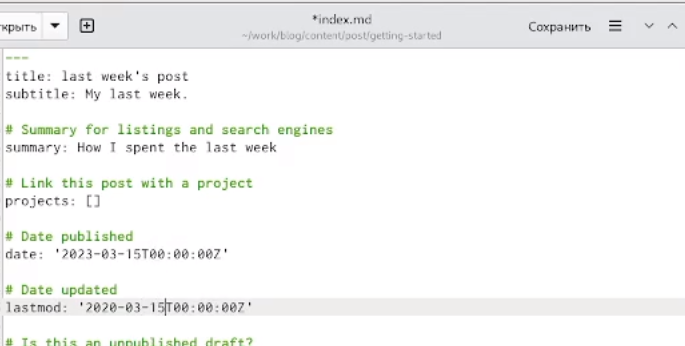 *index.md
~/work/blog/content/post/getting-started
Сохранить
---
title: last week's post
subtitle: My last week.
# Summary for listings and search engines
summary: How I spent the last week
# Link this post with a project
projects: []
# Date published
date: '2023-03-15T00:00:00Z'
# Date updated
lastmod: '2020-03-15T00:00:00Z'
# Is this an unpublished draft?